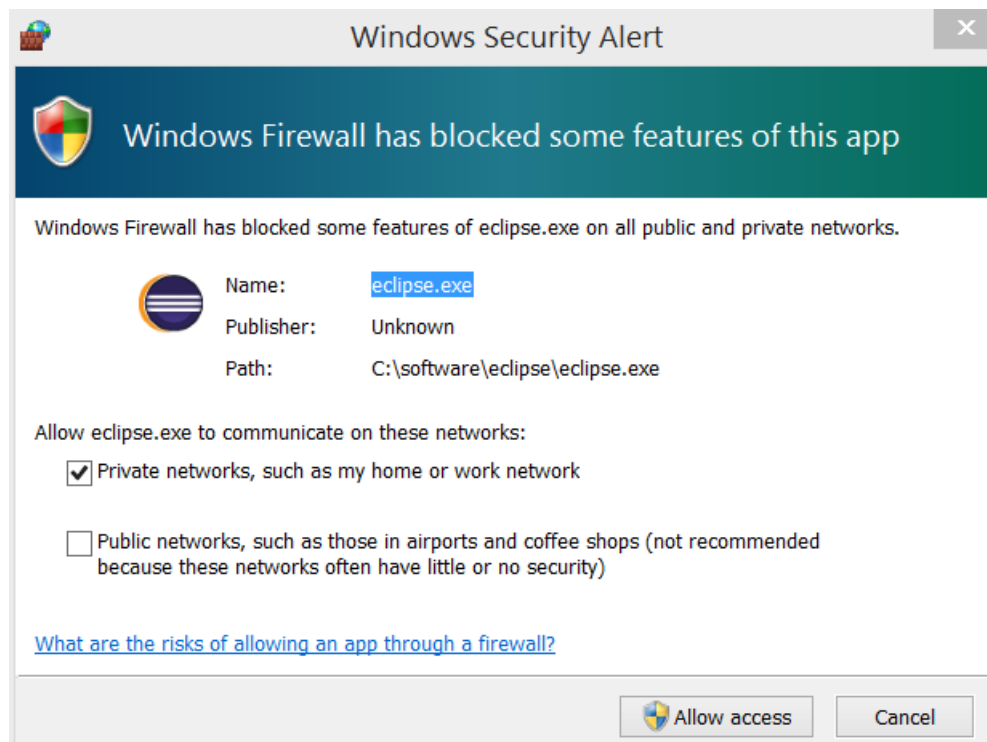 Windows Security Alert
Windows Firewall has blocked some features of this app
Windows Firewall has blocked some features of eclipse.exe on all public and private networks.
Name: eclipse.exe
Publisher: Unknown
Path: C:\software\eclipse\eclipse.exe
Allow eclipse.exe to communicate on these networks:
Private networks, such as my home or work network
Public networks, such as those in airports and coffee shops (not recommended
because these networks often have little or no security)
What are the risks of allowing an app through a firewall?
Allow access Cancel